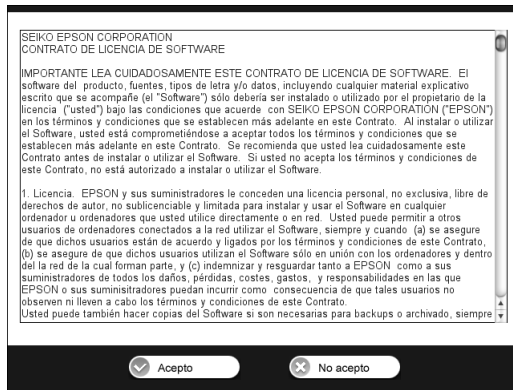 SEIKO EPSON CORPORATION
CONTRATO DE LICENCIA DE SOFTWARE
IMPORTANTE LEA CUIDADOSAMENTE ESTE CONTRATO DE LICENCIA DE SOFTWARE. El
software del producto, fuentes, tipos de letra y/o datos, incluyendo cualquier material explicativo
escrito que se acompañe (el "Software") sólo debería ser instalado o utilizado por el propietario de la
licencia ("usted") bajo las condiciones que acuerde con SEIKO EPSON CORPORATION ("EPSON")
en los términos y condiciones que se establecen más adelante en este Contrato. Al instalar o utilizar
el Software, usted está comprometiéndose a aceptar todos los términos y condiciones que se
establecen más adelante en este Contrato. Se recomienda que usted lea cuidadosamente este
Contrato antes de instalar o utilizar el Software. Si usted no acepta los términos y condiciones de
este Contrato, no está autorizado a instalar o utilizar el Software.
1. Licencia. EPSON y sus suministradores le conceden una licencia personal, no exclusiva, libre de
derechos de autor, no sublicenciable y limitada para instalar y usar el Software en cualquier
ordenador u ordenadores que usted utilice directamente o en red. Usted puede permitir a otros
usuarios de ordenadores conectados a la red utilizar el Software, siempre y cuando (a) se asegure
de que dichos usuarios están de acuerdo y ligados por los términos y condiciones de este Contrato,
(b) se asegure de que dichos usuarios utilizan el Software sólo en unión con los ordenadores y dentro
del la red de la cual forman parte, y (c) indemnizar y resguardar tanto a EPSON como a sus
suministradores de todos los daños, pérdidas, costes, gastos, y responsabilidades en las que
EPSON o sus suminisitradores puedan incurrir como consecuencia de que tales usuarios no
observen ni lleven a cabo los términos y condiciones de este Contrato.
Usted puede también hacer copias del Software si son necesarias para backups o archivado, siempre
Acepto
No acepto